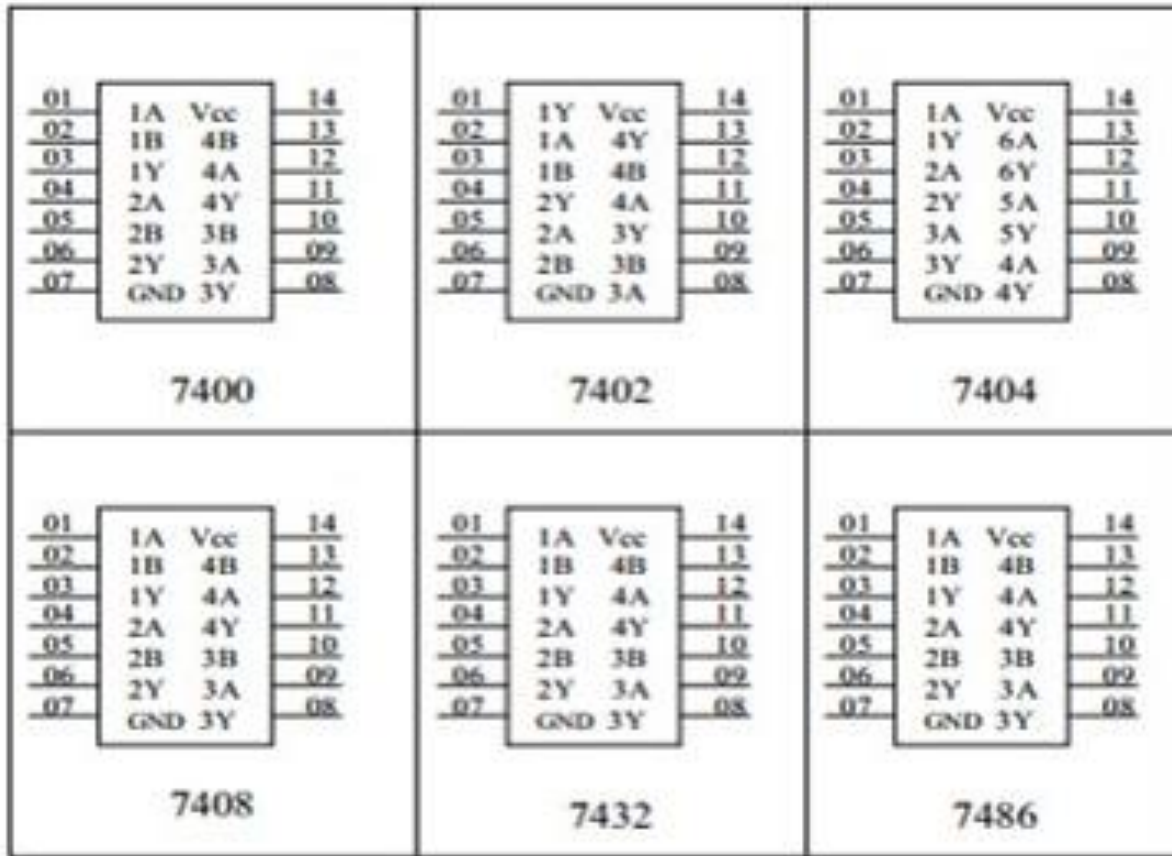 01 1A Vcc 14
02 1B 4B 13
03 1Y 4A 12
04 2A 4Y 11
05 2B 3B 10
06 2Y 3A 09
07 GND 3Y 08
7400
01 1Y Vcc 14
02 1A 4Y 13
03 1B 4B 12
04 2Y 4A 11
05 2A 3Y 10
06 2B 3B 09
07 GND 3A 08
7402
01 1A Vcc 14
02 1Y 6A 13
03 2A 6Y 12
04 2Y 5A 11
05 3A 5Y 10
06 3Y 4A 09
07 GND 4Y 08
7404
01 1A Vcc 14
02 1B 4B 13
03 1Y 4A 12
04 2A 4Y 11
05 2B 3B 10
06 2Y 3A 09
07 GND 3Y 08
7408
01 1A Vcc 14
02 1B 4B 13
03 1Y 4A 12
04 2A 4Y 11
05 2B 3B 10
06 2Y 3A 09
07 GND 3Y 08
7432
01 1A Vcc 14
02 1B 4B 13
03 1Y 4A 12
04 2A 4Y 11
05 2B 3B 10
06 2Y 3A 09
07 GND 3Y 08
7486